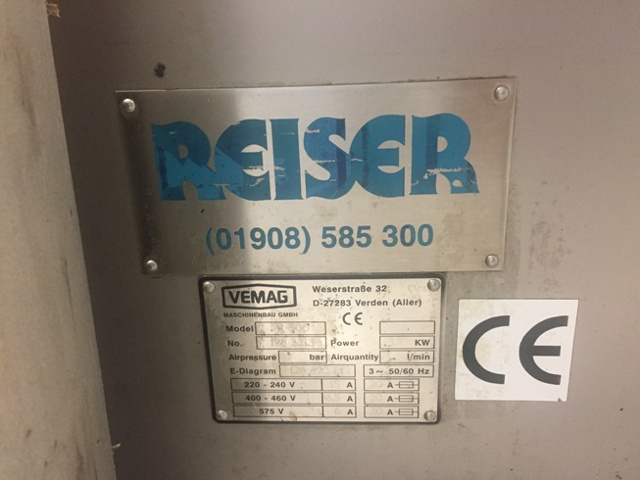 REISER
(01908) 585 300
VEMAG
MASCHINENBAU GMBH
Weserstraße 32
D-27283 Verden (Aller)
CE
Model
No. Power KW
Airpressure bar Airquantity l/min
E-Diagram 3~ 50/60 Hz
220 - 240 V A A
400 - 460 V A A
575 V A A
CE